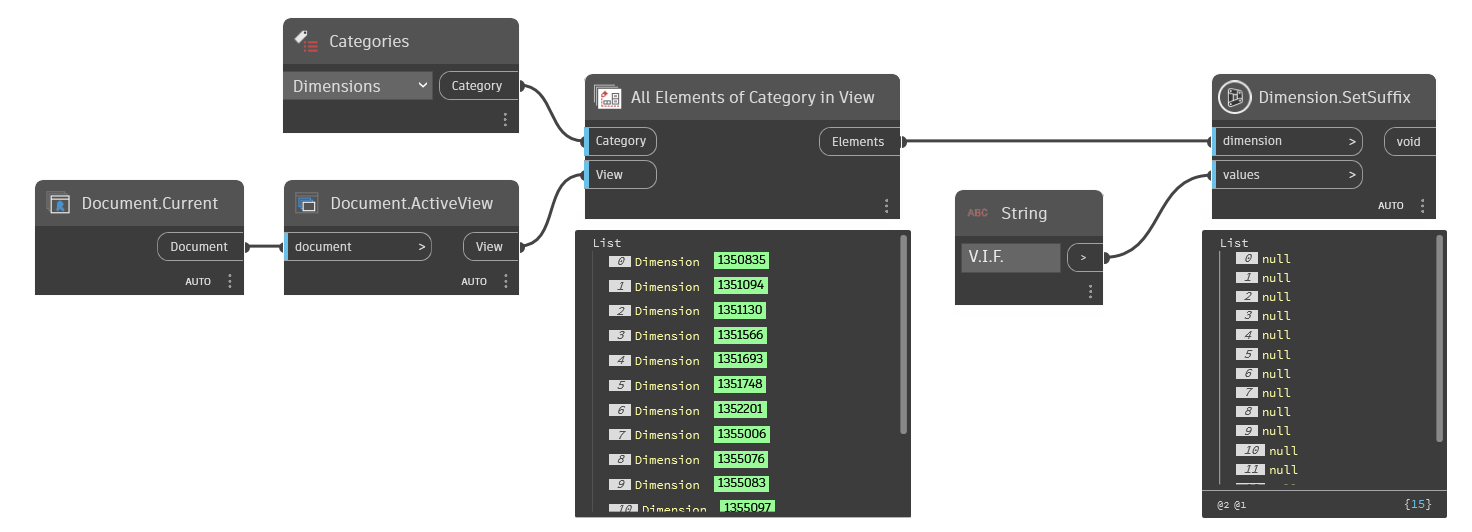 Categories
Dimensions
Category
Document.Current
Document
AUTO
Document.ActiveView
document >
View
AUTO
All Elements of Category in View
Category
View
Elements
List
0 Dimension 1350835
1 Dimension 1351094
2 Dimension 1351130
3 Dimension 1351566
4 Dimension 1351693
5 Dimension 1351748
6 Dimension 1352201
7 Dimension 1355006
8 Dimension 1355076
9 Dimension 1355083
10 Dimension 1355097
ABC String
V.I.F.
>
Dimension.SetSuffix
dimension >
values >
void
AUTO
List
0 null
1 null
2 null
3 null
4 null
5 null
6 null
7 null
8 null
9 null
10 null
11 null
@2 @1
{15}